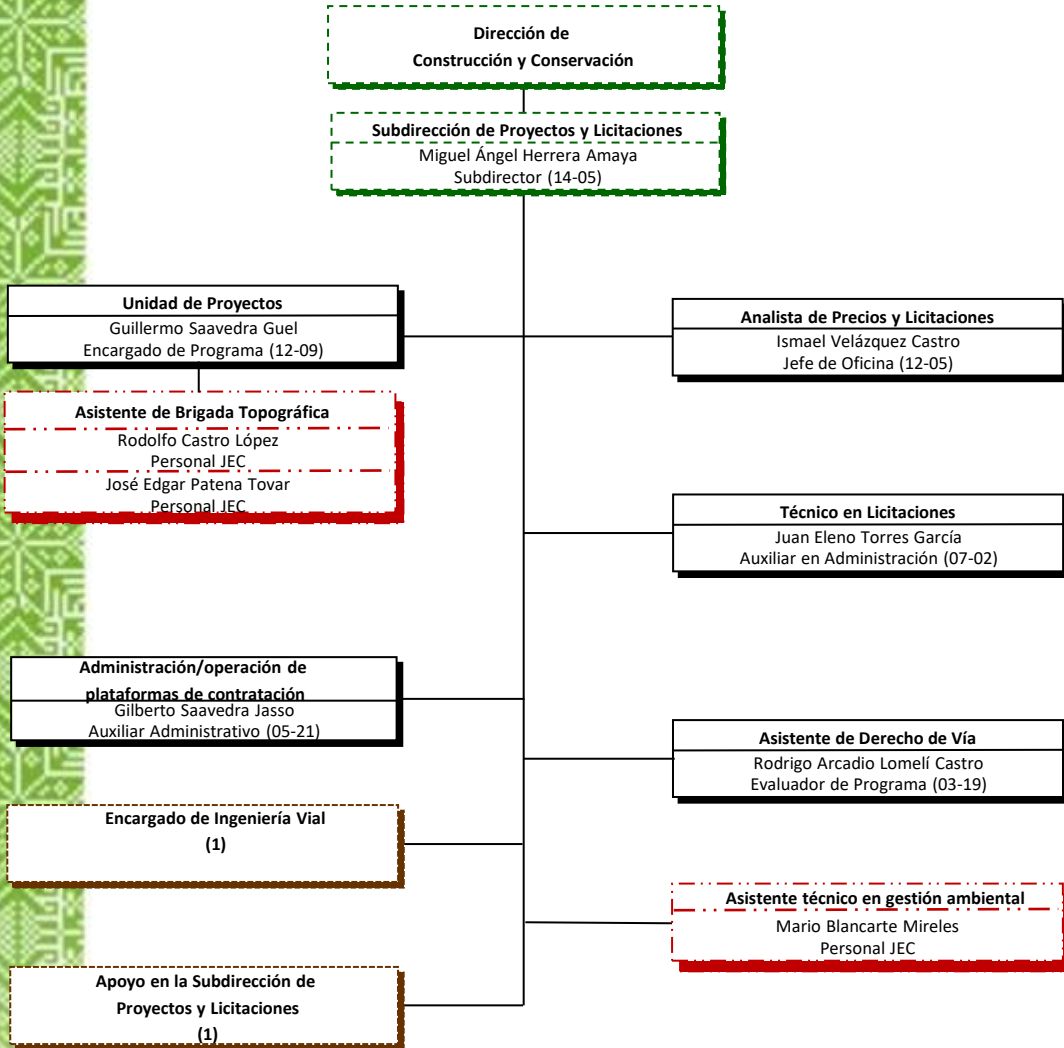 Dirección de
Construcción y Conservación
Subdirección de Proyectos y Licitaciones
Miguel Ángel Herrera Amaya
Subdirector (14-05)
Unidad de Proyectos
Guillermo Saavedra Guel
Encargado de Programa (12-09)
Analista de Precios y Licitaciones
Ismael Velázquez Castro
Jefe de Oficina (12-05)
Asistente de Brigada Topográfica
Rodolfo Castro López
Personal JEC
José Edgar Patena Tovar
Personal JEC
Técnico en Licitaciones
Juan Eleno Torres García
Auxiliar en Administración (07-02)
Administración/operación de
plataformas de contratación
Gilberto Saavedra Jasso
Auxiliar Administrativo (05-21)
Asistente de Derecho de Vía
Rodrigo Arcadio Lomelí Castro
Evaluador de Programa (03-19)
Encargado de Ingeniería Vial
(1)
Asistente técnico en gestión ambiental
Mario Blancarte Mireles
Personal JEC
Apoyo en la Subdirección de
Proyectos y Licitaciones
(1)